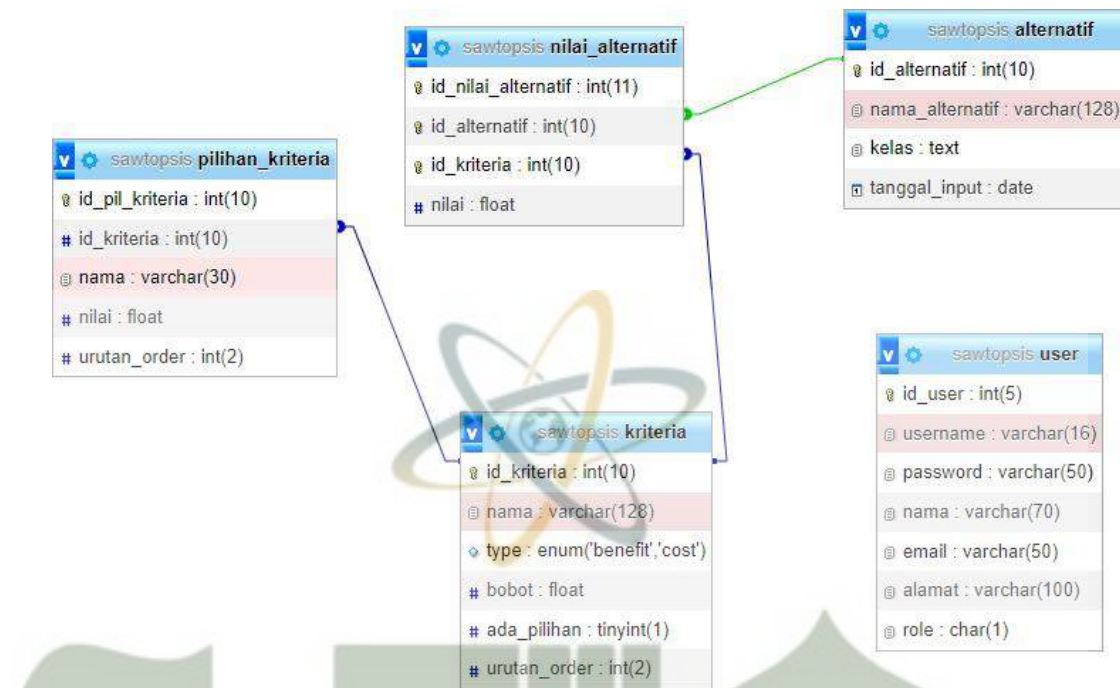 sawtopsis nilai_alternatif
id_nilai_alternatif : int(11)
id_alternatif : int(10)
id_kriteria : int(10)
nilai : float
sawtopsis alternatif
id_alternatif : int(10)
nama_alternatif : varchar(128)
kelas : text
tanggal_input : date
sawtopsis pilihan_kriteria
id_pil_kriteria : int(10)
id_kriteria : int(10)
nama : varchar(30)
nilai : float
urutan_order : int(2)
sawtopsis kriteria
id_kriteria : int(10)
nama : varchar(128)
type : enum('benefit','cost')
bobot : float
ada_pilihan : tinyint(1)
urutan_order : int(2)
sawtopsis user
id_user : int(5)
username : varchar(16)
password : varchar(50)
nama : varchar(70)
email : varchar(50)
alamat : varchar(100)
role : char(1)